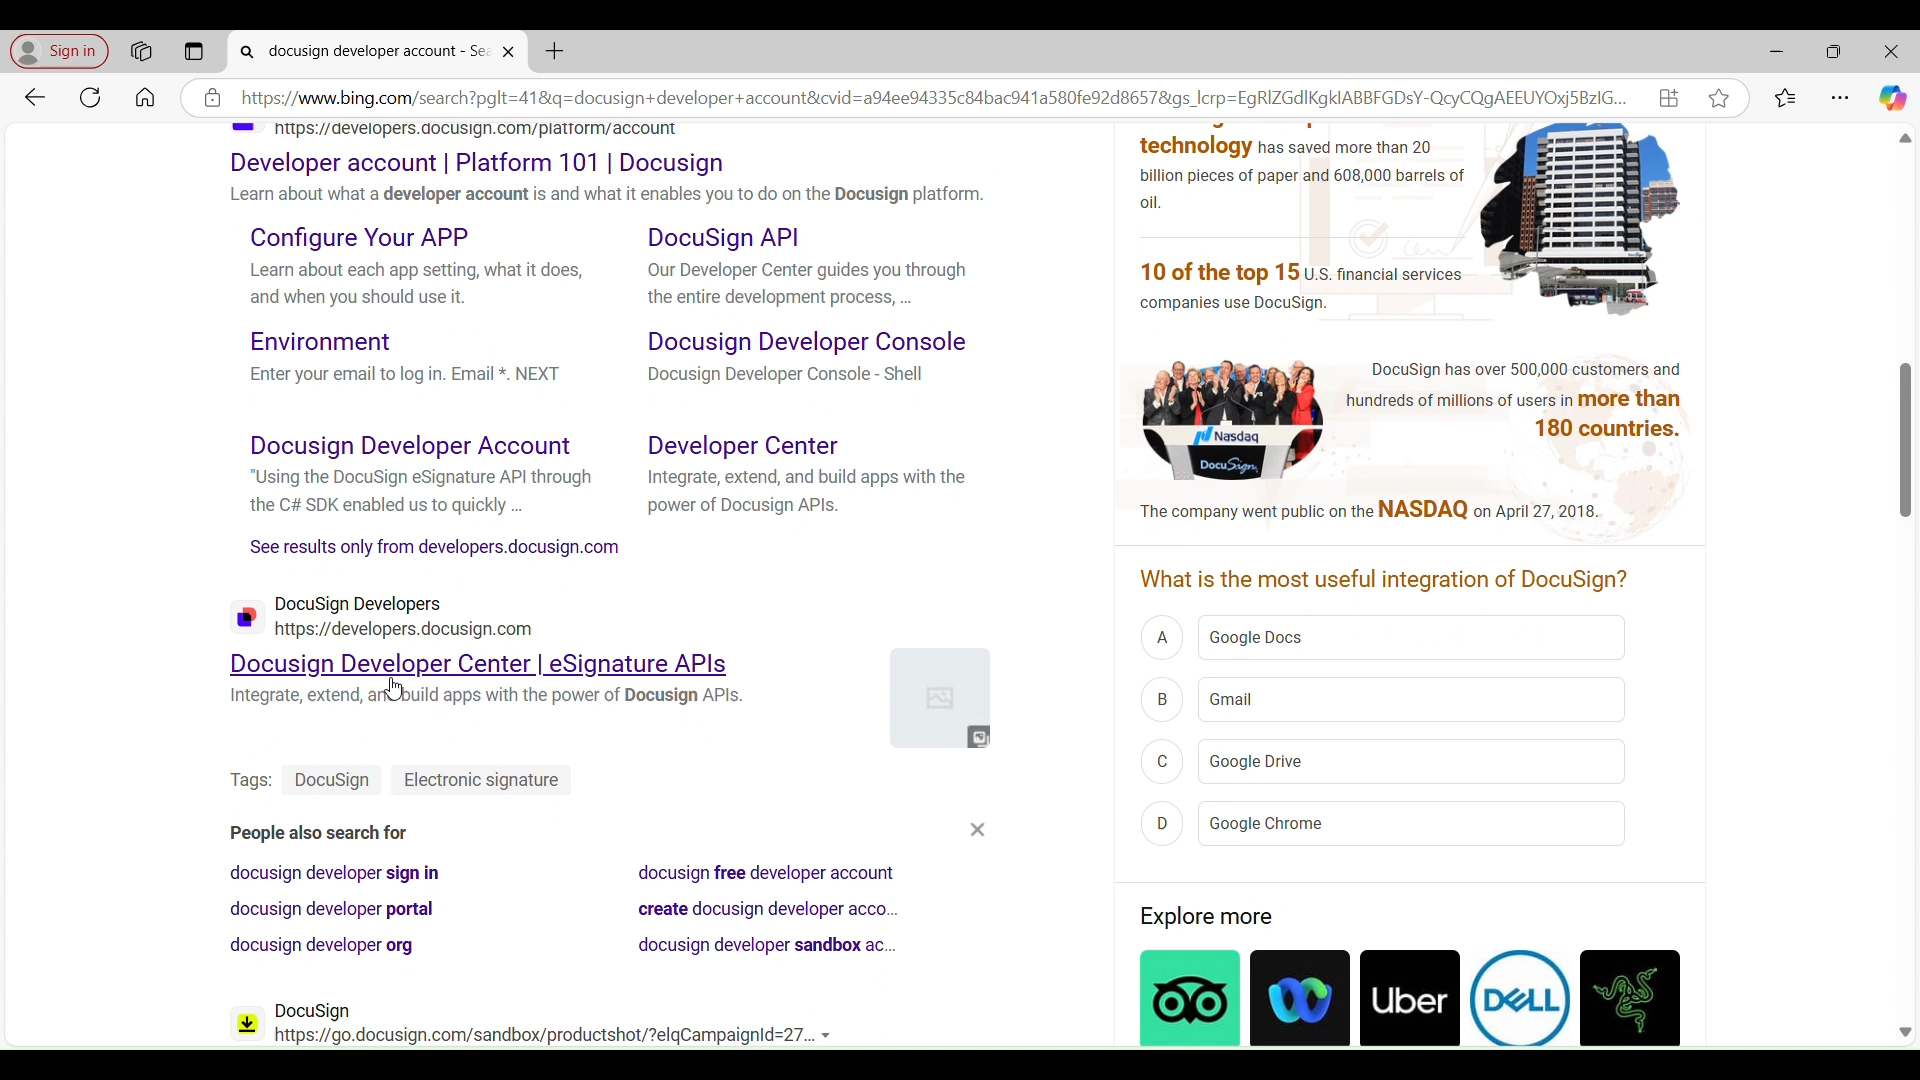 Sign in
docusign developer account - Sea
https://www.bing.com/search?pglt=41&q=docusign+developer+account&cvid=a94ee94335c84bac941a580fe92d8657&gs_lcrp=EgRlZGdlKgkIABBFGDsY-QcyCQgAEEUYOxj5BzIG...
https://developers.docusign.com/platform/account
Developer account | Platform 101 | Docusign
Learn about what a developer account is and what it enables you to do on the Docusign platform.
Configure Your APP
Learn about each app setting, what it does,
and when you should use it.
DocuSign API
Our Developer Center guides you through
the entire development process, ...
Environment
Enter your email to log in. Email *. NEXT
Docusign Developer Console
Docusign Developer Console - Shell
Docusign Developer Account
"Using the DocuSign eSignature API through
the C# SDK enabled us to quickly ...
Developer Center
Integrate, extend, and build apps with the
power of Docusign APIs.
See results only from developers.docusign.com
DocuSign Developers
https://developers.docusign.com
Docusign Developer Center | eSignature APIs
Integrate, extend, and build apps with the power of Docusign APIs.
Tags: DocuSign Electronic signature
People also search for
docusign developer sign in
docusign developer portal
docusign developer org
docusign free developer account
create docusign developer acco...
docusign developer sandbox ac...
DocuSign
https://go.docusign.com/sandbox/productshot/?elqCampaignId=27...
technology has saved more than 20
billion pieces of paper and 608,000 barrels of
oil.
10 of the top 15 U.S. financial services
companies use DocuSign.
Nasdaq
DocuSign
DocuSign has over 500,000 customers and
hundreds of millions of users in more than
180 countries.
The company went public on the NASDAQ on April 27, 2018.
What is the most useful integration of DocuSign?
A Google Docs
B Gmail
C Google Drive
D Google Chrome
Explore more
Uber
DELL